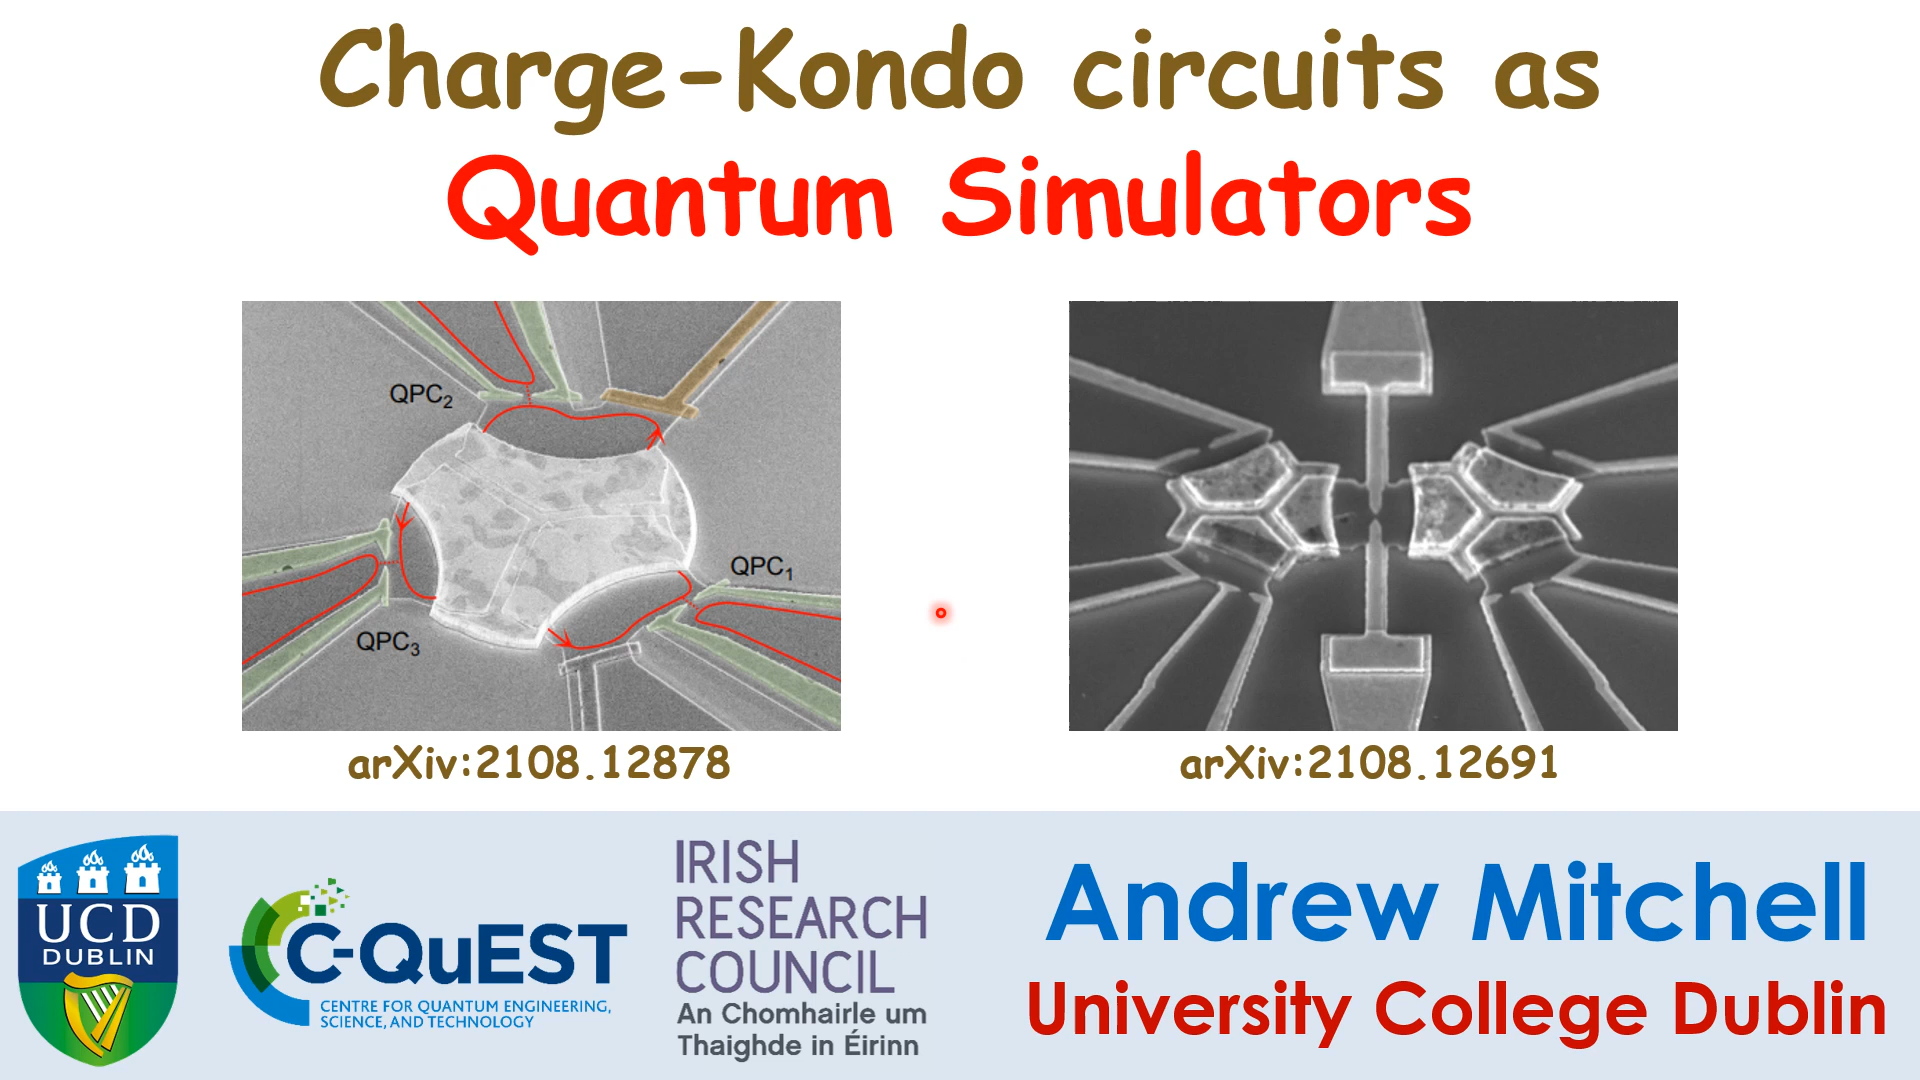 Charge-Kondo circuits as
Quantum Simulators
QPC2
QPC1
QPC3
arXiv:2108.12878
arXiv:2108.12691
UCD
DUBLIN
C-QuEST
CENTRE FOR QUANTUM ENGINEERING,
SCIENCE, AND TECHNOLOGY
IRISH
RESEARCH
COUNCIL
An Chomhairle um
Thaighde in Éirinn
Andrew Mitchell
University College Dublin